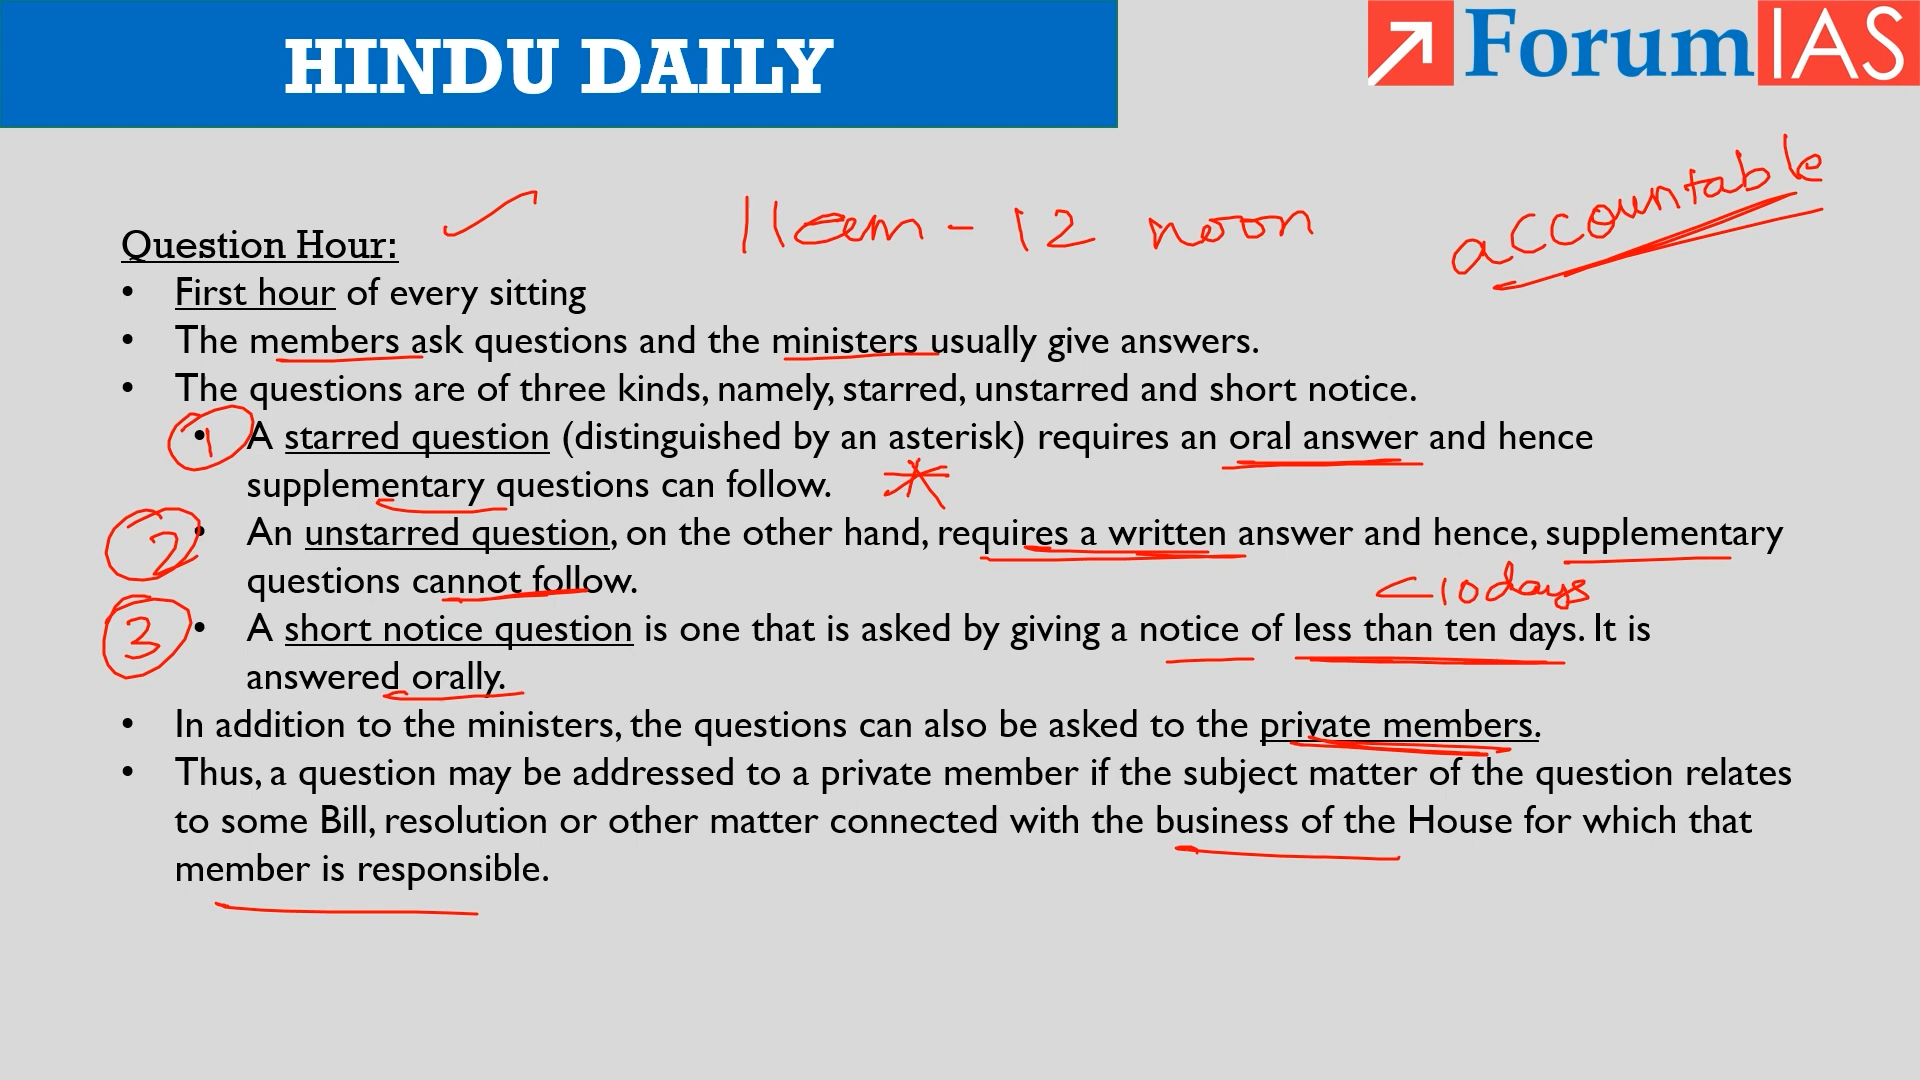 HINDU DAILY
Forum IAS
accountable
11am - 12 noon
Question Hour:
• First hour of every sitting
• The members ask questions and the ministers usually give answers.
• The questions are of three kinds, namely, starred, unstarred and short notice.
1 • A starred question (distinguished by an asterisk) requires an oral answer and hence
supplementary questions can follow. *
2 • An unstarred question, on the other hand, requires a written answer and hence, supplementary
questions cannot follow.
<10 days
3 • A short notice question is one that is asked by giving a notice of less than ten days. It is
answered orally.
• In addition to the ministers, the questions can also be asked to the private members.
• Thus, a question may be addressed to a private member if the subject matter of the question relates
to some Bill, resolution or other matter connected with the business of the House for which that
member is responsible.